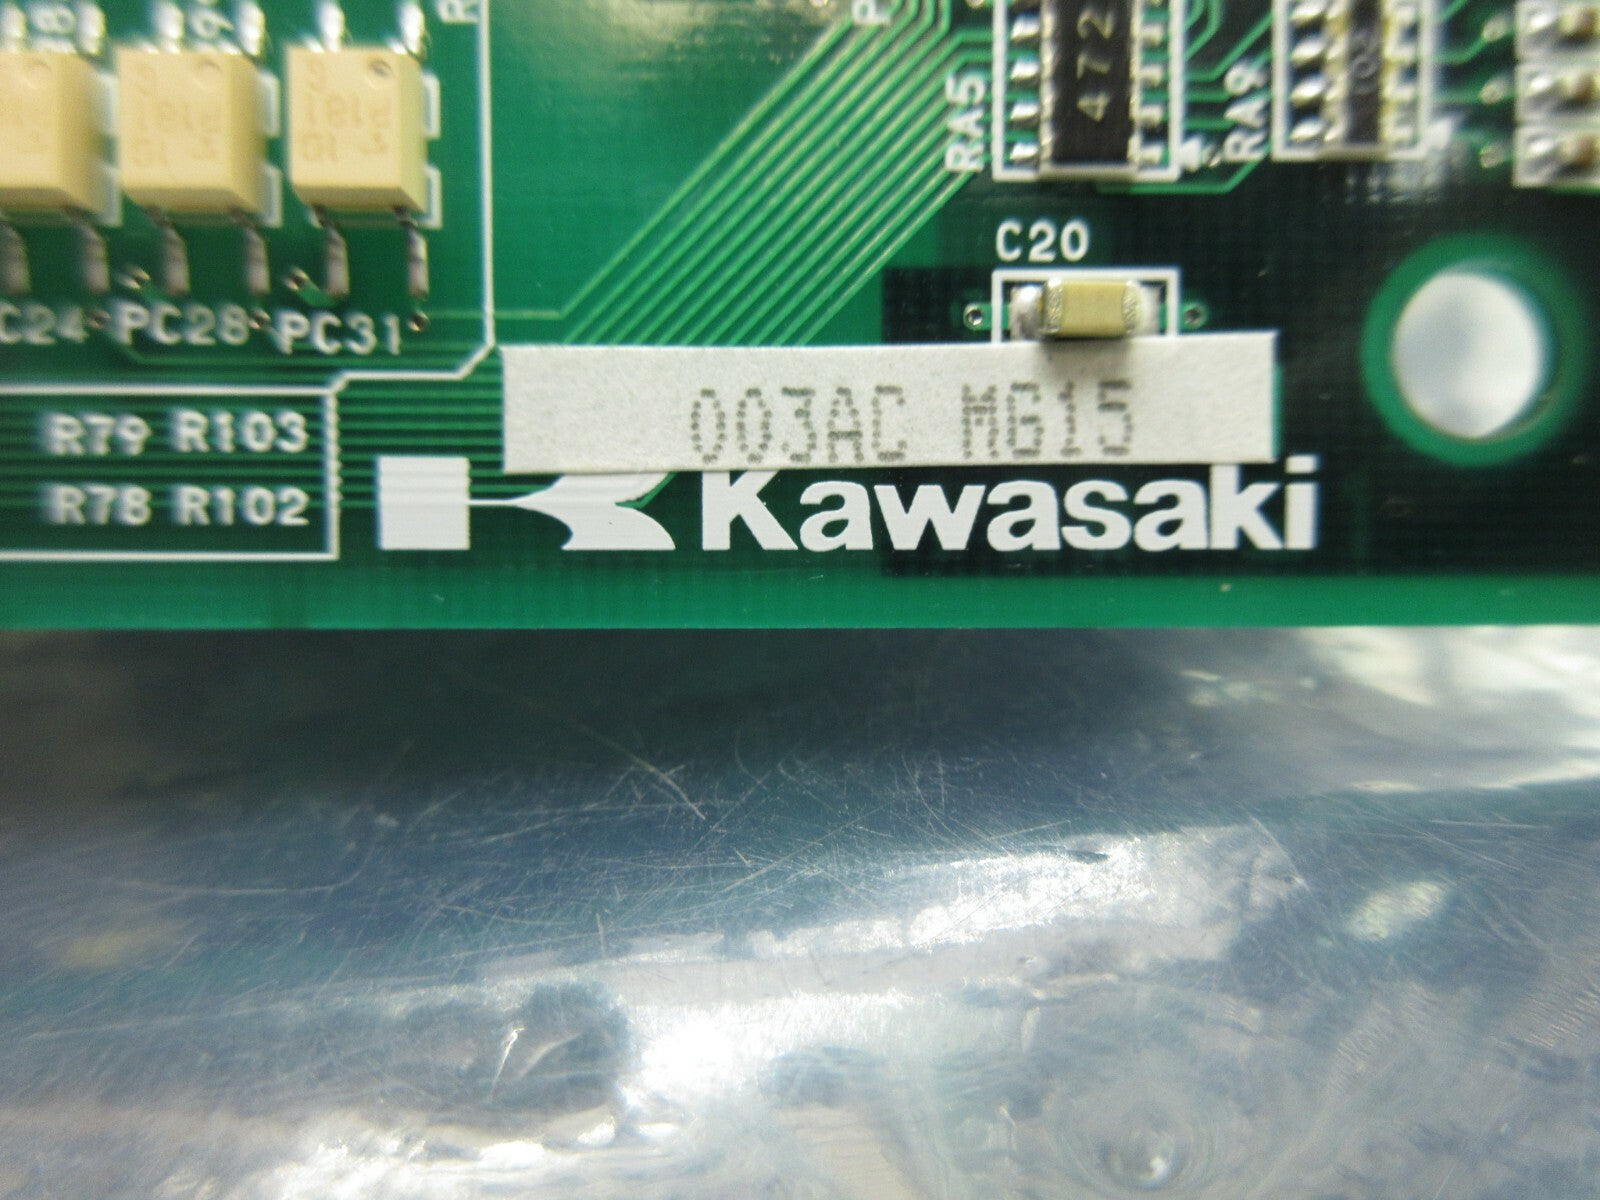 472
RA5
RA9
C20
C24 PC28 PC31
003AC MG15
R79 R103
R78 R102
Kawasaki